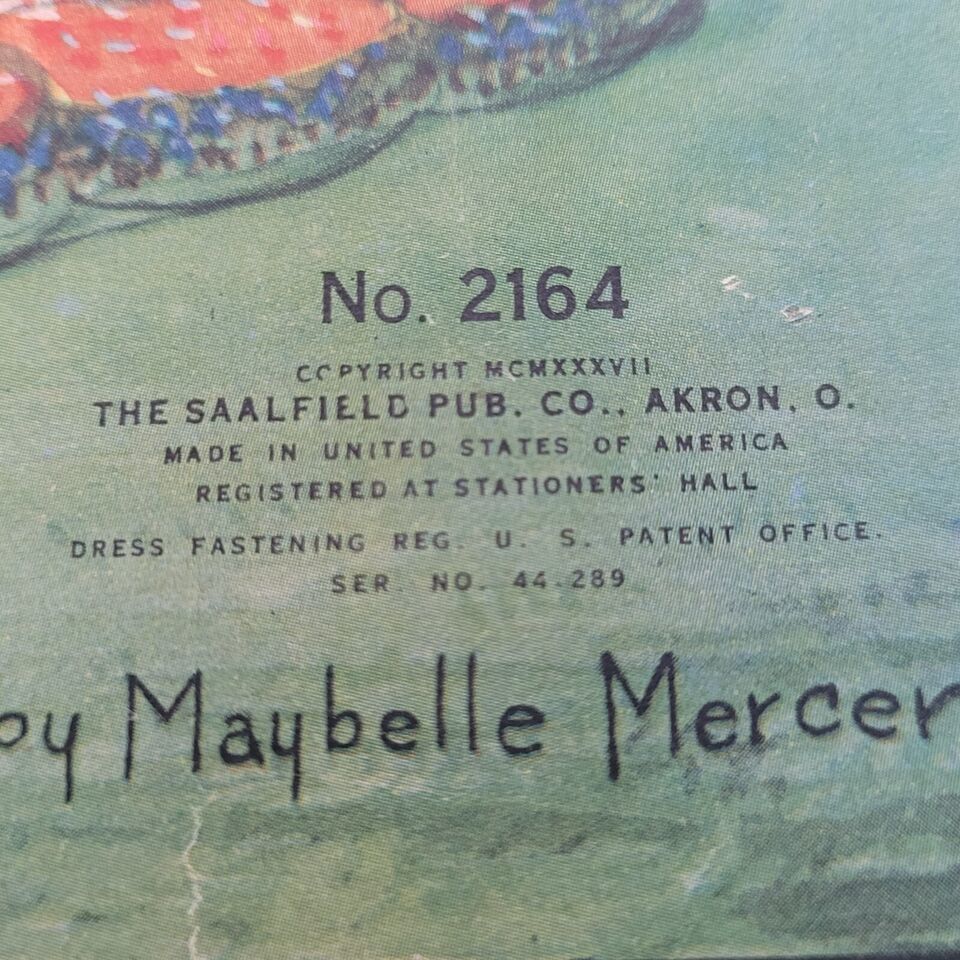 No. 2164
COPYRIGHT MCMXXXVII
THE SAALFIELD PUB. CO., AKRON, O.
MADE IN UNITED STATES OF AMERICA
REGISTERED AT STATIONERS' HALL
DRESS FASTENING REG. U. S. PATENT OFFICE.
SER. NO. 44.289
by Maybelle Mercer